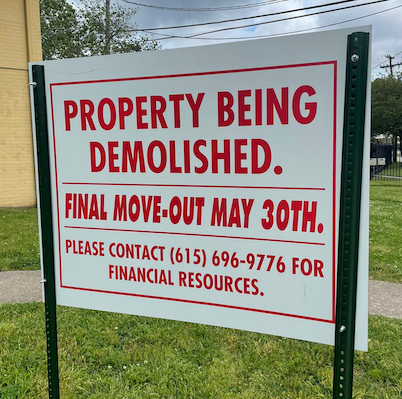 PROPERTY BEING
DEMOLISHED.
FINAL MOVE-OUT MAY 30TH.
PLEASE CONTACT (615) 696-9776 FOR
FINANCIAL RESOURCES.